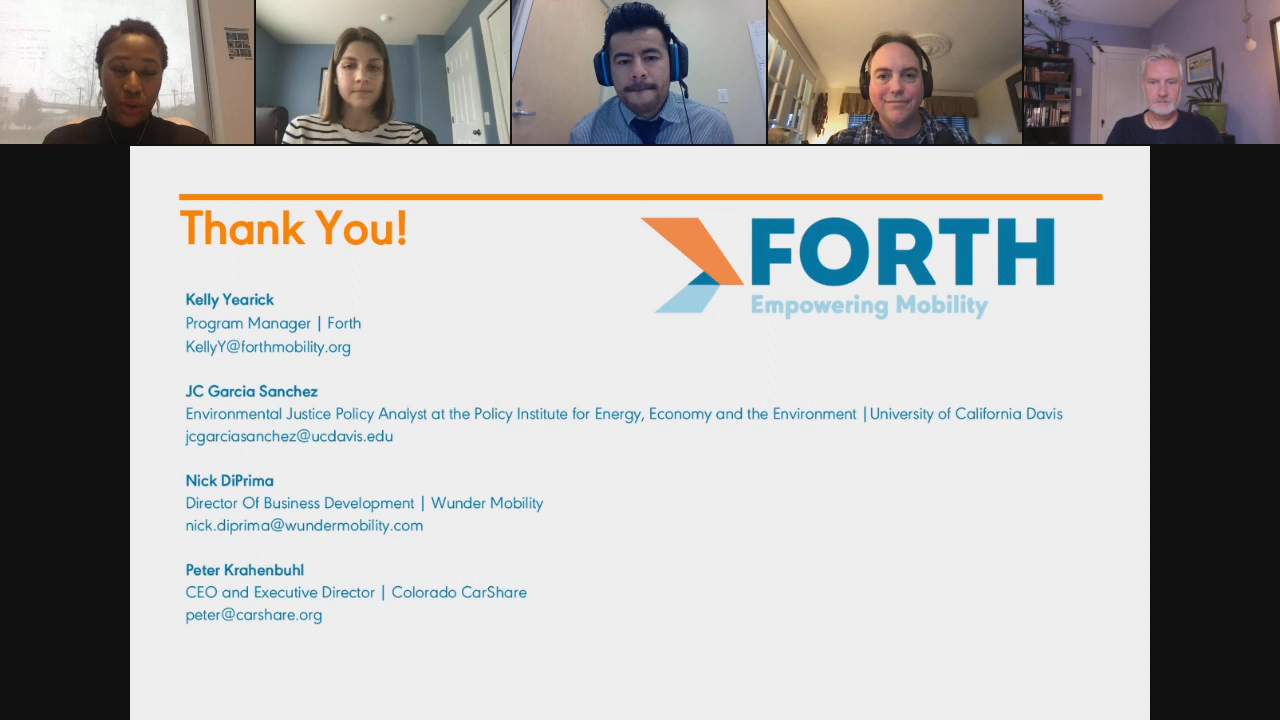 Thank You!
FORTH
Empowering Mobility
Kelly Yearick
Program Manager | Forth
KellyY@forthmobility.org
JC Garcia Sanchez
Environmental Justice Policy Analyst at the Policy Institute for Energy, Economy and the Environment |University of California Davis
jcgarciasanchez@ucdavis.edu
Nick DiPrima
Director Of Business Development | Wunder Mobility
nick.diprima@wundermobility.com
Peter Krahenbuhl
CEO and Executive Director | Colorado CarShare
peter@carshare.org